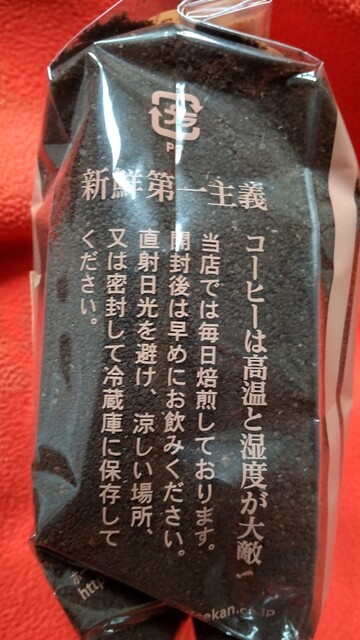 プラ
新鮮第一主義
コーヒーは高温と湿度が大敵!
当店では毎日焙煎しております。
開封後は早めにお飲みください。
直射日光を避け、涼しい場所、
又は密封して冷蔵庫に保存して
ください。